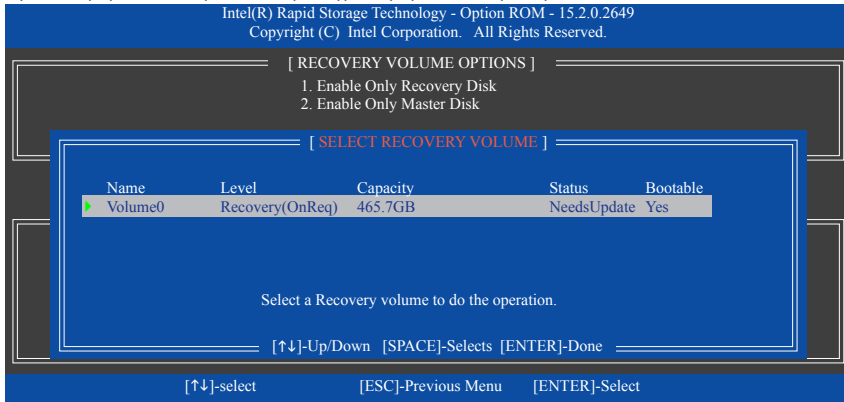 Intel(R) Rapid Storage Technology - Option ROM - 15.2.0.2649
Copyright (C) Intel Corporation. All Rights Reserved.
[ RECOVERY VOLUME OPTIONS ]
1. Enable Only Recovery Disk
2. Enable Only Master Disk
[ SELECT RECOVERY VOLUME ]
Name Level Capacity Status Bootable
Volume0 Recovery(OnReq) 465.7GB NeedsUpdate Yes
Select a Recovery volume to do the operation.
[↑↓]-Up/Down [SPACE]-Selects [ENTER]-Done
[↑↓]-select [ESC]-Previous Menu [ENTER]-Select